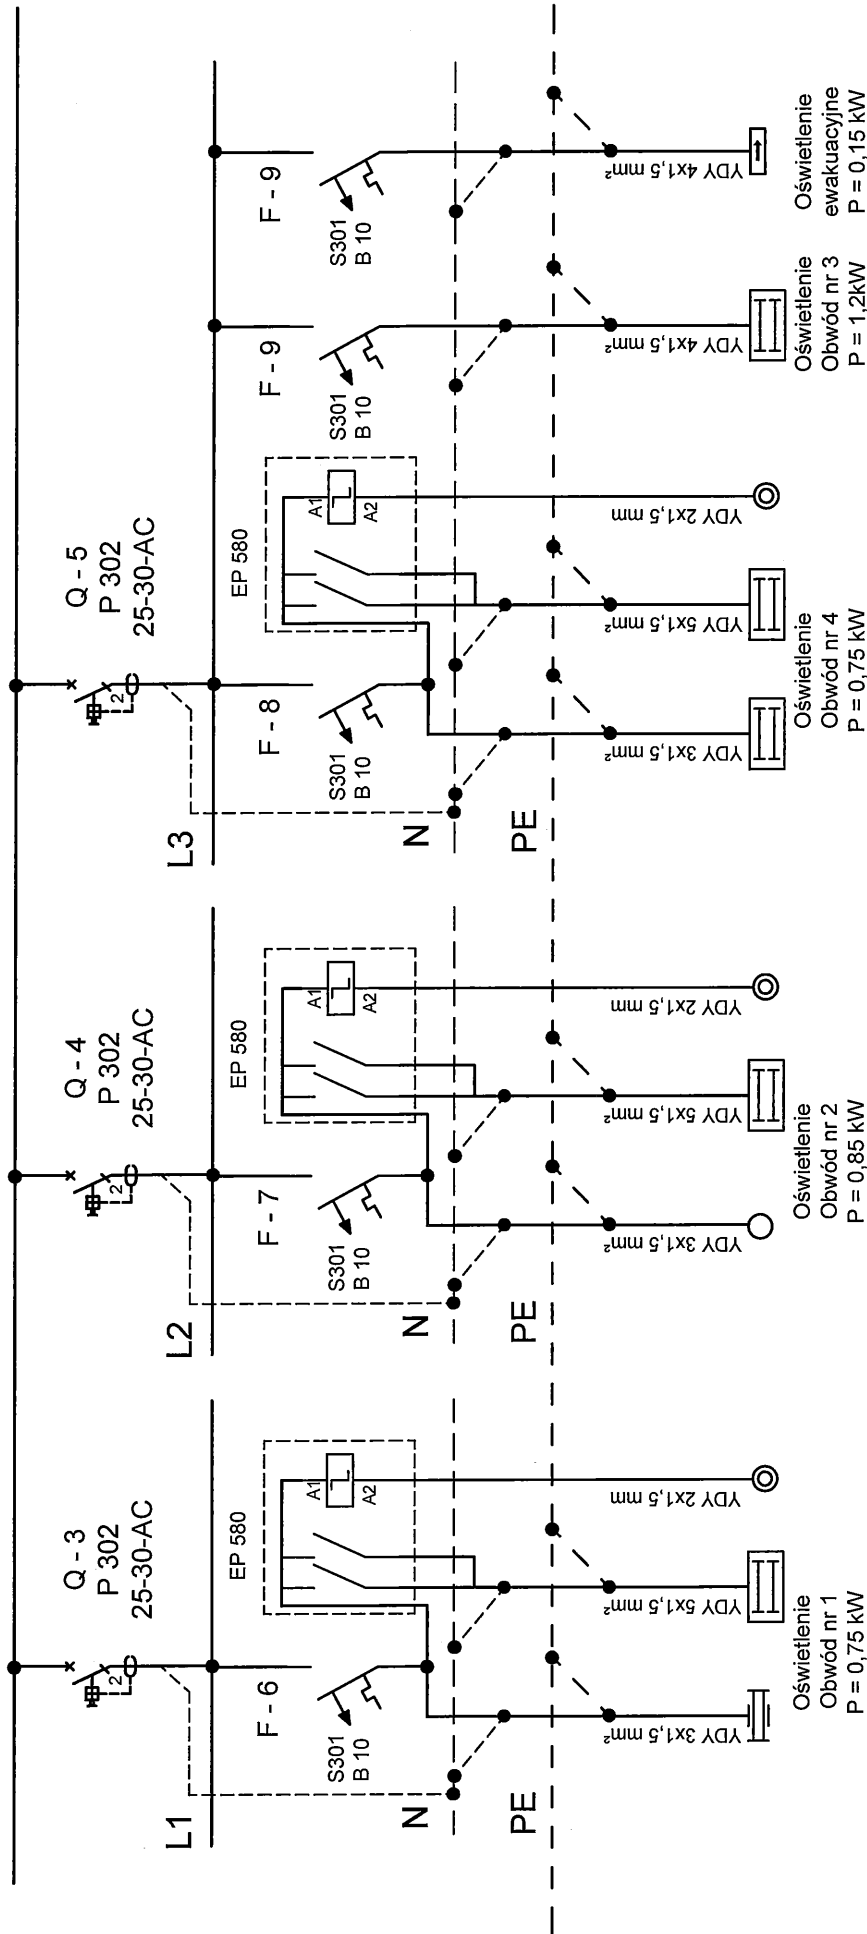 Q - 3
P 302
25-30-AC
2
L1
F - 6
S301
B 10
EP 580
A1
A2
N
PE
YDY 3x1,5 mm²
YDY 5x1,5 mm²
YDY 2x1,5 mm
Oświetlenie
Obwód nr 1
P = 0,75 kW
Q - 4
P 302
25-30-AC
2
L2
F - 7
S301
B 10
EP 580
A1
A2
N
PE
YDY 3x1,5 mm²
YDY 5x1,5 mm²
YDY 2x1,5 mm
Oświetlenie
Obwód nr 2
P = 0,85 kW
Q - 5
P 302
25-30-AC
2
L3
F - 8
S301
B 10
EP 580
A1
A2
N
PE
YDY 3x1,5 mm²
YDY 5x1,5 mm²
YDY 2x1,5 mm
Oświetlenie
Obwód nr 4
P = 0,75 kW
F - 9
S301
B 10
YDY 4x1,5 mm²
Oświetlenie
Obwód nr 3
P = 1,2kW
F - 9
S301
B 10
YDY 4x1,5 mm²
Oświetlenie
ewakuacyjne
P = 0,15 kW